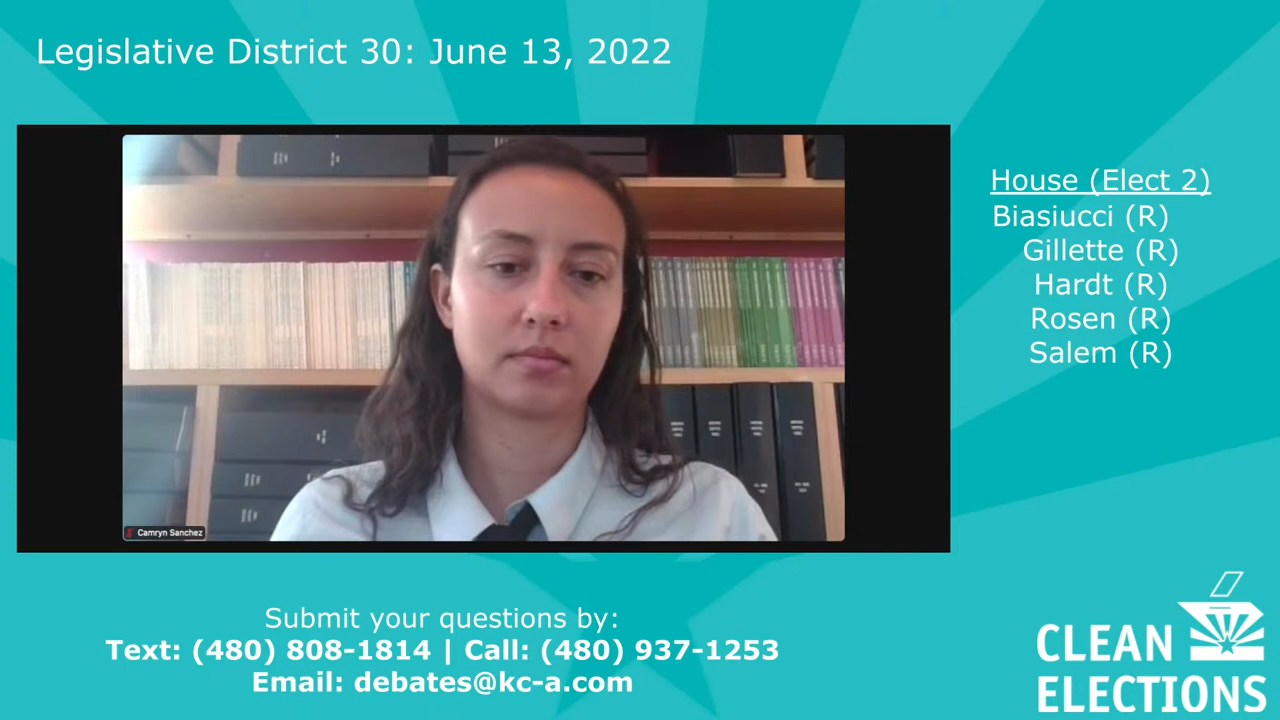 Legislative District 30: June 13, 2022
House (Elect 2)
Biasiucci (R)
Gillette (R)
Hardt (R)
Rosen (R)
Salem (R)
Camryn Sanchez
Submit your questions by:
Text: (480) 808-1814 | Call: (480) 937-1253
Email: debates@kc-a.com
CLEAN
ELECTIONS